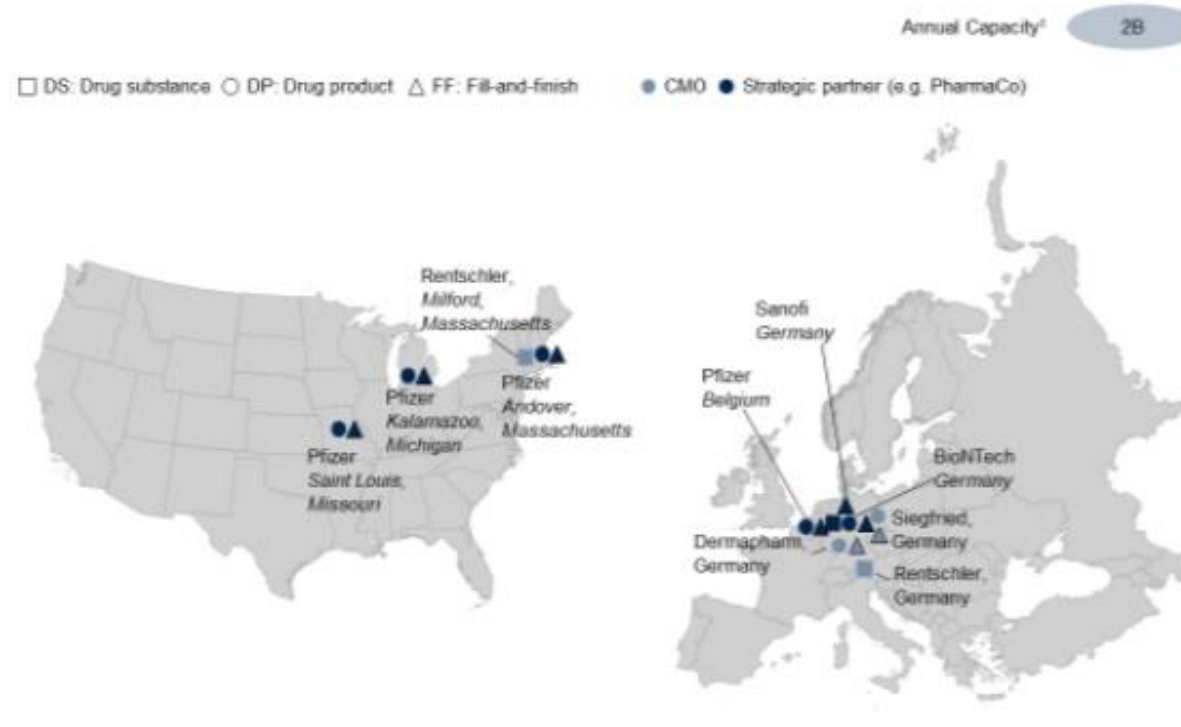 Annual Capacity¹ 2B
DS: Drug substance DP: Drug product FF: Fill-and-finish CMO Strategic partner (e.g. PharmaCo)
Rentschler,
Milford,
Massachusetts
Pfizer
Andover,
Massachusetts
Pfizer
Kalamazoo,
Michigan
Pfizer
Saint Louis,
Missouri
Sanofi
Germany
Pfizer
Belgium
BioNTech
Germany
Siegfried,
Germany
Dermapharm,
Germany
Rentschler,
Germany